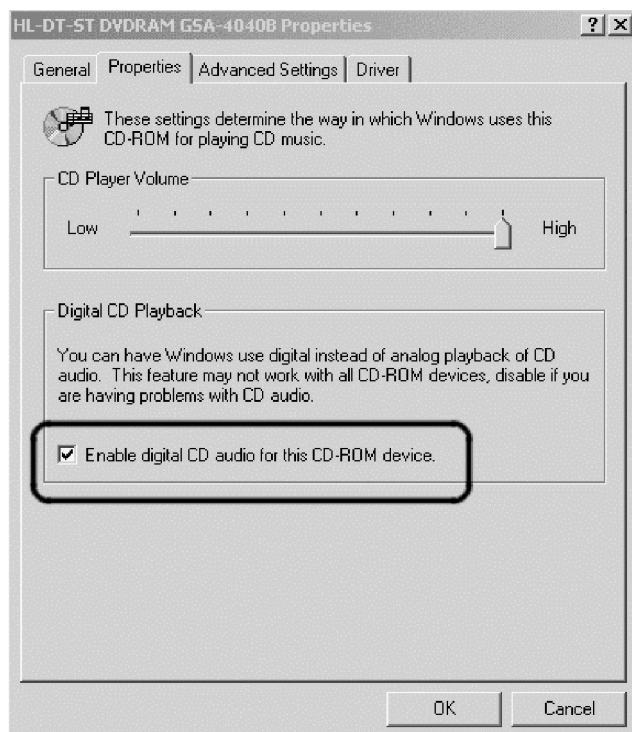 HL-DT-ST DVDRAM GSA-4040B Properties
General Properties Advanced Settings Driver
These settings determine the way in which Windows uses this
CD-ROM for playing CD music.
CD Player Volume
Low High
Digital CD Playback
You can have Windows use digital instead of analog playback of CD
audio. This feature may not work with all CD-ROM devices, disable if you
are having problems with CD audio.
Enable digital CD audio for this CD-ROM device.
OK Cancel